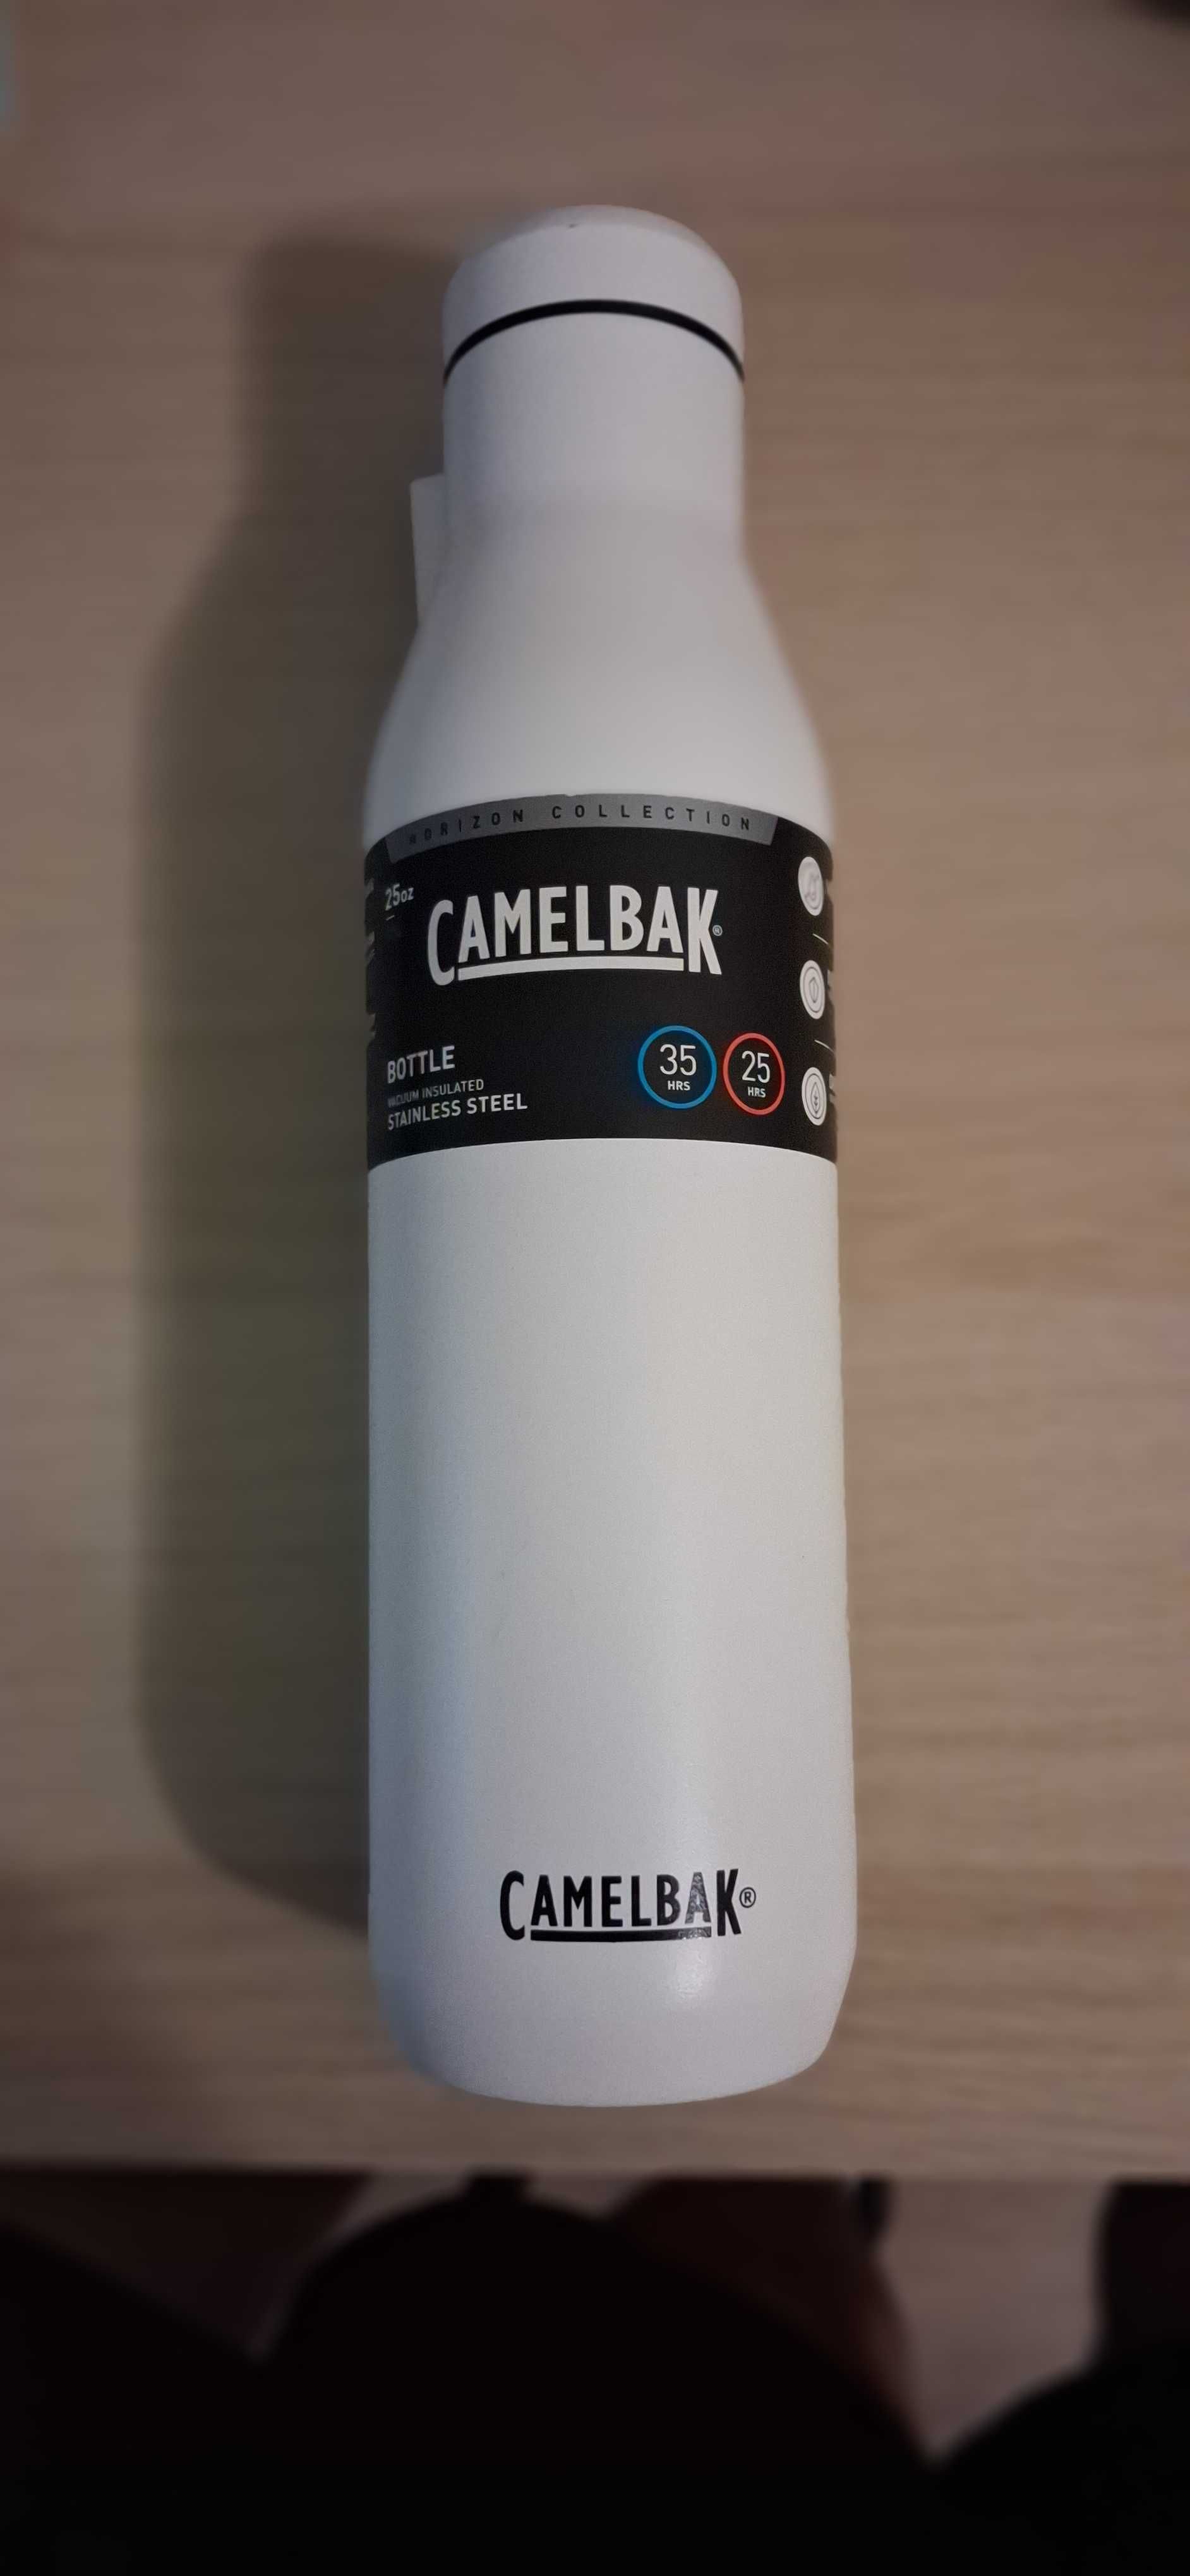 HORIZON COLLECTION
25oz
CAMELBAK®
BOTTLE
VACUUM INSULATED
STAINLESS STEEL
35
HRS
25
HRS
CAMELBAK®